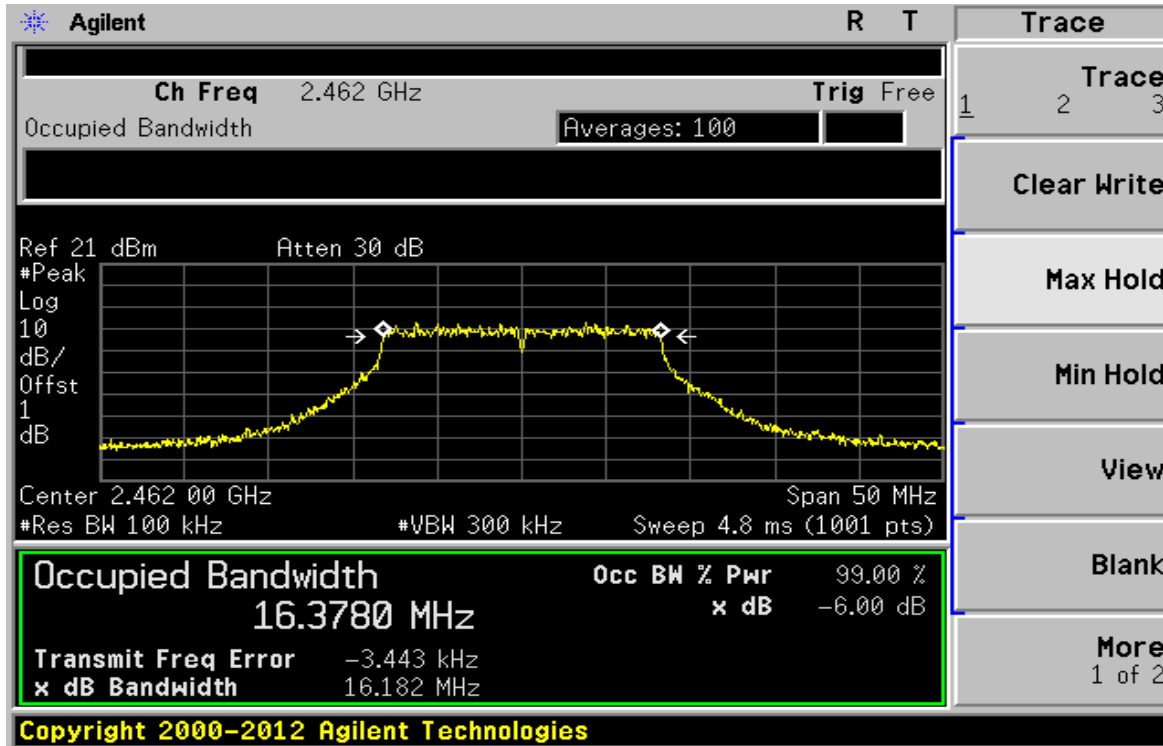 Agilent R T Trace
Ch Freq 2.462 GHz Trig Free
Occupied Bandwidth Averages: 100
Trace
1 2 3
Clear Write
Ref 21 dBm Atten 30 dB
#Peak
Log
10
dB/
Offst
1
dB
Max Hold
Min Hold
View
Center 2.462 00 GHz Span 50 MHz
#Res BW 100 kHz #VBW 300 kHz Sweep 4.8 ms (1001 pts)
Occupied Bandwidth Occ BW % Pwr 99.00 %
16.3780 MHz x dB -6.00 dB
Blank
Transmit Freq Error -3.443 kHz
x dB Bandwidth 16.182 MHz
More
1 of 2
Copyright 2000-2012 Agilent Technologies